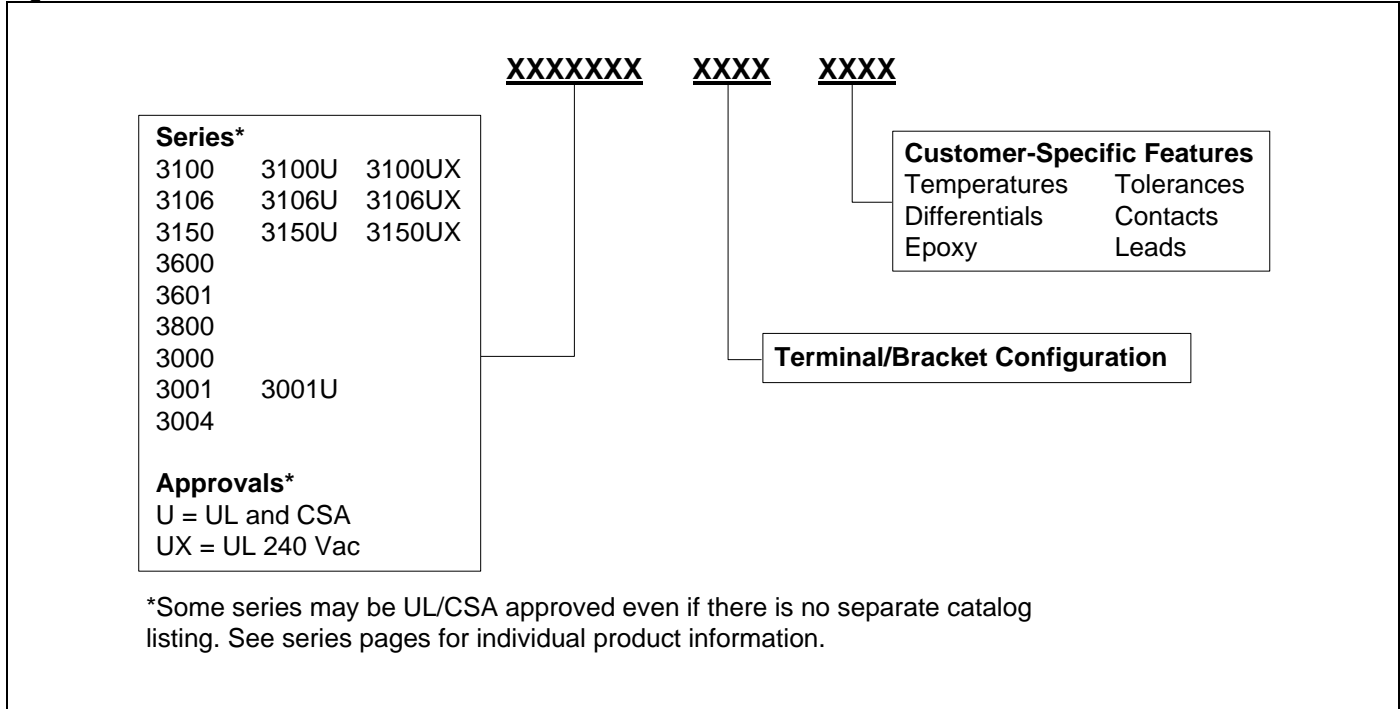 XXXXXXX XXXX XXXX
Series*
3100 3100U 3100UX
3106 3106U 3106UX
3150 3150U 3150UX
3600
3601
3800
3000
3001 3001U
3004
Approvals*
U = UL and CSA
UX = UL 240 Vac
Customer-Specific Features
Temperatures Tolerances
Differentials Contacts
Epoxy Leads
Terminal/Bracket Configuration
*Some series may be UL/CSA approved even if there is no separate catalog
listing. See series pages for individual product information.